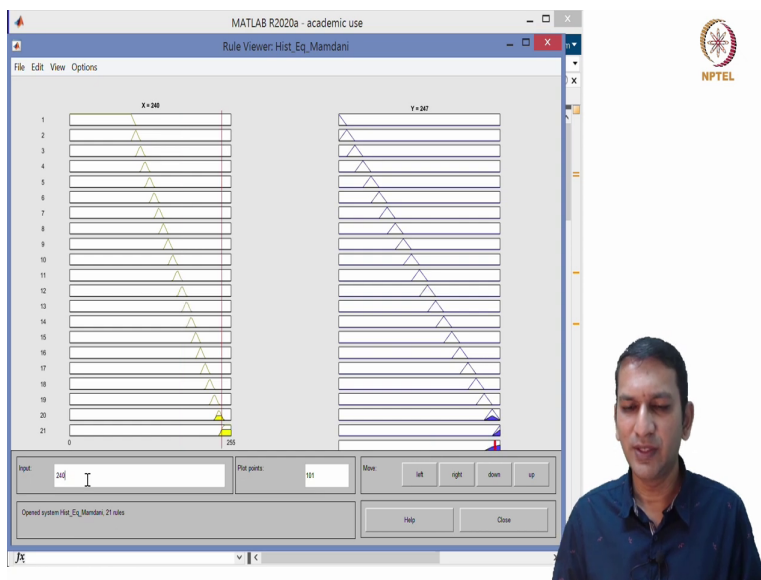 MATLAB R2020a - academic use
Rule Viewer: Hist_Eq_Mamdani
File Edit View Options
NPTEL
X = 240
Y = 247
1
2
3
4
5
6
7
8
9
10
11
12
13
14
15
16
17
18
19
20
21
0 255
Input: 240
Plot points: 101
Move: left right down up
Opened system Hist_Eq_Mamdani, 21 rules
Help Close
fx